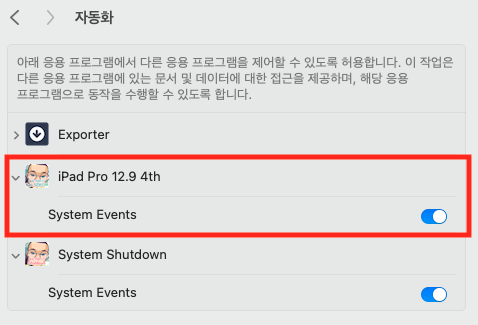 자동화
아래 응용 프로그램에서 다른 응용 프로그램을 제어할 수 있도록 허용합니다. 이 작업은
다른 응용 프로그램에 있는 문서 및 데이터에 대한 접근을 제공하며, 해당 응용
프로그램으로 동작을 수행할 수 있도록 합니다.
Exporter
iPad Pro 12.9 4th
System Events
System Shutdown
System Events